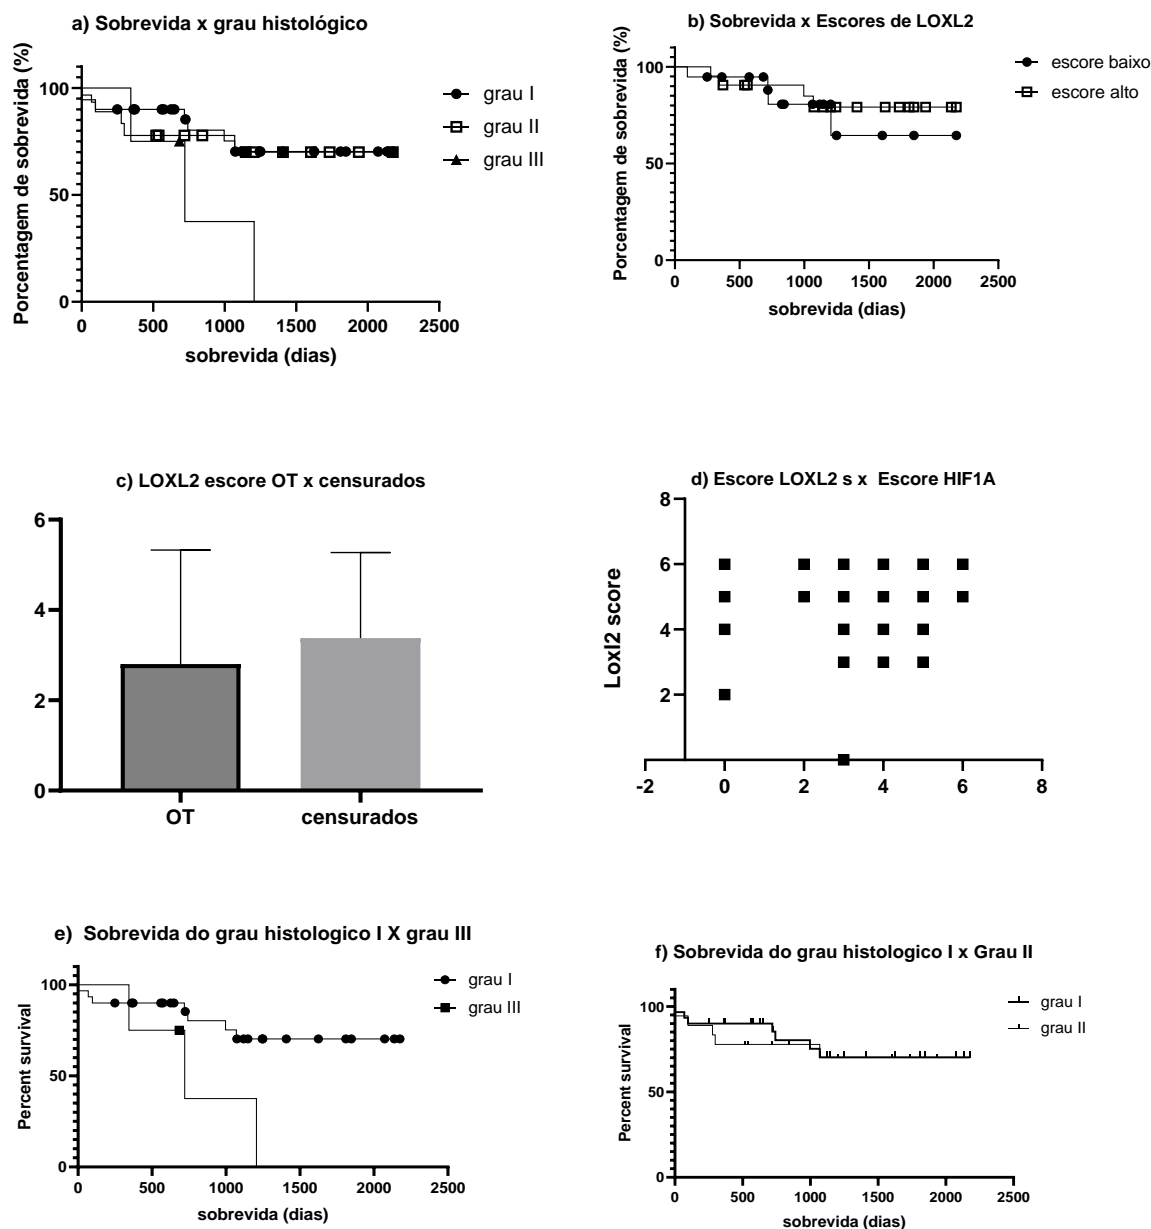 a) Sobrevida x grau histológico
Porcentagem de sobrevida (%)
100
50
0
0 500 1000 1500 2000 2500
sobrevida (dias)
grau I
grau II
grau III
b) Sobrevida x Escores de LOXL2
Porcentagem de sobrevida (%)
100
50
0
0 500 1000 1500 2000 2500
sobrevida (dias)
escore baixo
escore alto
c) LOXL2 escore OT x censurados
6
4
2
0
OT censurados
d) Escore LOXL2 s x Escore HIF1A
Loxl2 score
8
6
4
2
-2 0 2 4 6 8
e) Sobrevida do grau histologico I X grau III
Percent survival
100
50
0
0 500 1000 1500 2000 2500
sobrevida (dias)
grau I
grau III
f) Sobrevida do grau histologico I x Grau II
Percent survival
100
50
0
0 500 1000 1500 2000 2500
sobrevida (dias)
grau I
grau II